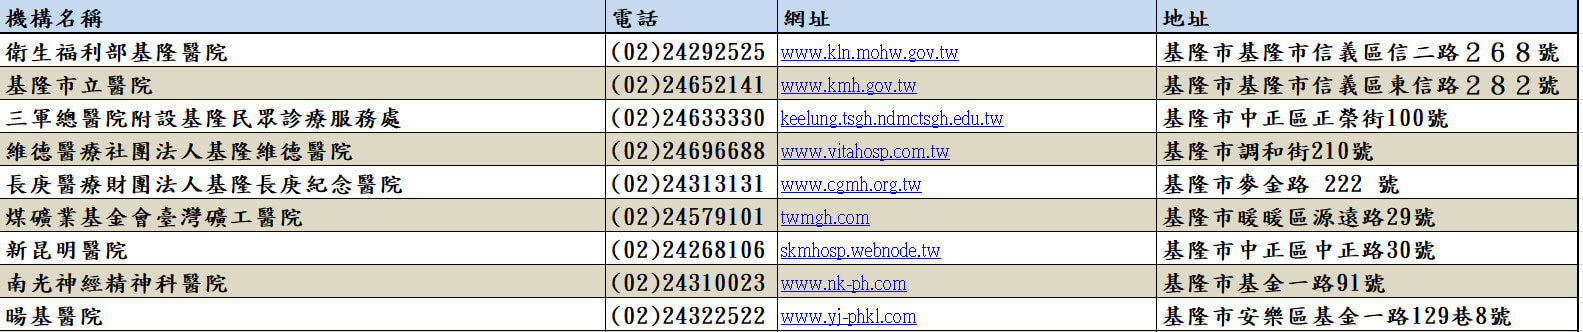 機構名稱 電話 網址 地址
衛生福利部基隆醫院 (02)24292525 www.kln.mohw.gov.tw 基隆市基隆市信義區信二路２６８號
基隆市立醫院 (02)24652141 www.kmh.gov.tw 基隆市基隆市信義區東信路２８２號
三軍總醫院附設基隆民眾診療服務處 (02)24633330 keelung.tsgh.ndmctsgh.edu.tw 基隆市中正區正榮街100號
維德醫療社團法人基隆維德醫院 (02)24696688 www.vitahosp.com.tw 基隆市調和街210號
長庚醫療財團法人基隆長庚紀念醫院 (02)24313131 www.cgmh.org.tw 基隆市麥金路 222 號
煤礦業基金會臺灣礦工醫院 (02)24579101 twmgh.com 基隆市暖暖區源遠路29號
新昆明醫院 (02)24268106 skmhosp.webnode.tw 基隆市中正區中正路30號
南光神經精神科醫院 (02)24310023 www.nk-ph.com 基隆市基金一路91號
暘基醫院 (02)24322522 www.yj-phkl.com 基隆市安樂區基金一路129巷8號